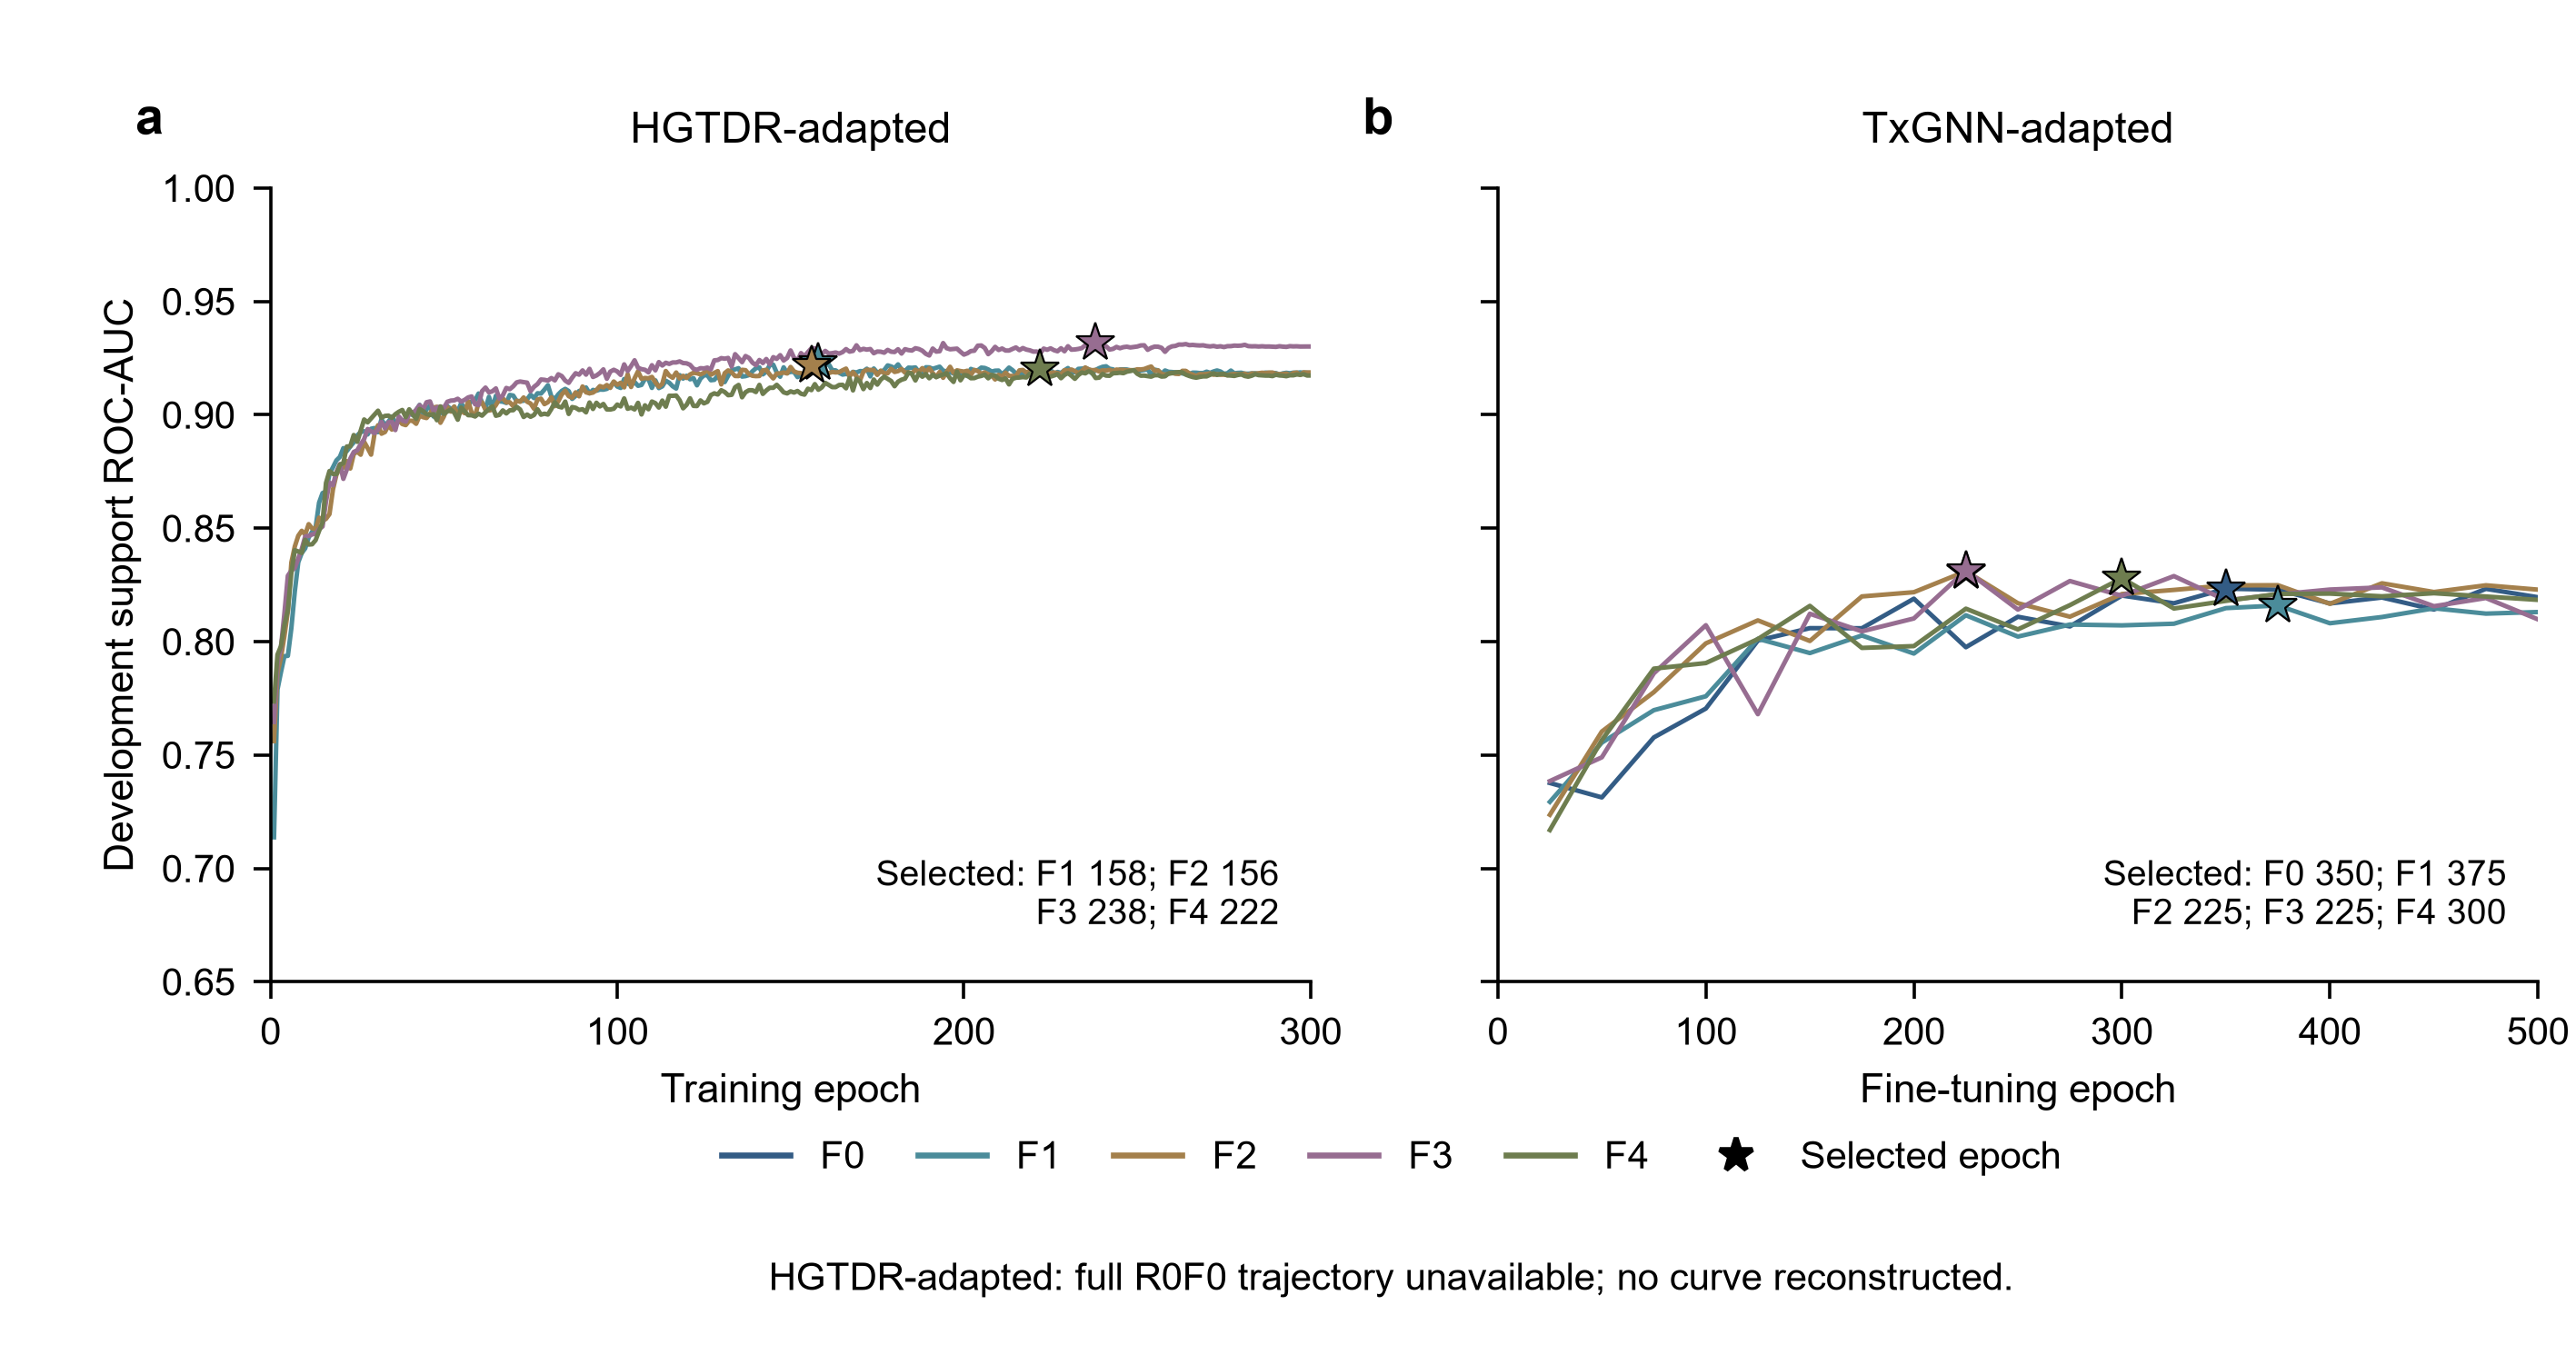 a
HGTDR-adapted
Development support ROC-AUC
1.00
0.95
0.90
0.85
0.80
0.75
0.70
0.65
Selected: F1 158; F2 156
F3 238; F4 222
0 100 200 300
Training epoch
b
TxGNN-adapted
Selected: F0 350; F1 375
F2 225; F3 225; F4 300
0 100 200 300 400 500
Fine-tuning epoch
F0 F1 F2 F3 F4 Selected epoch
HGTDR-adapted: full R0F0 trajectory unavailable; no curve reconstructed.